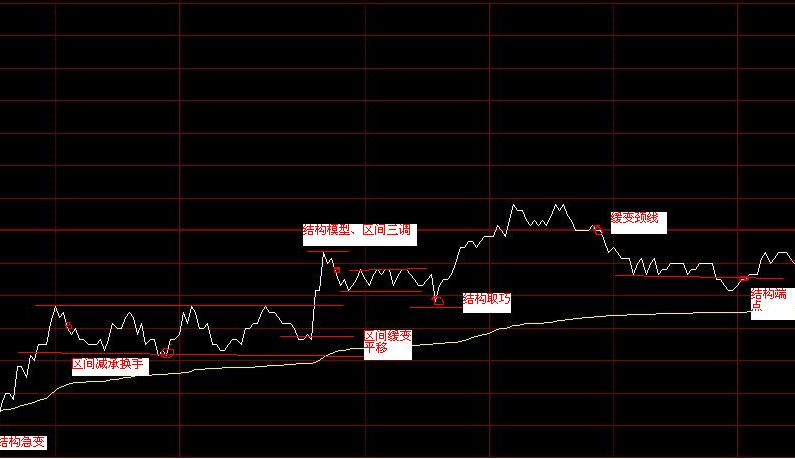 结构模型、区间三调
缓变颈线
结构取巧
结构端
点
区间缓变
平移
区间减承换手
结构急变